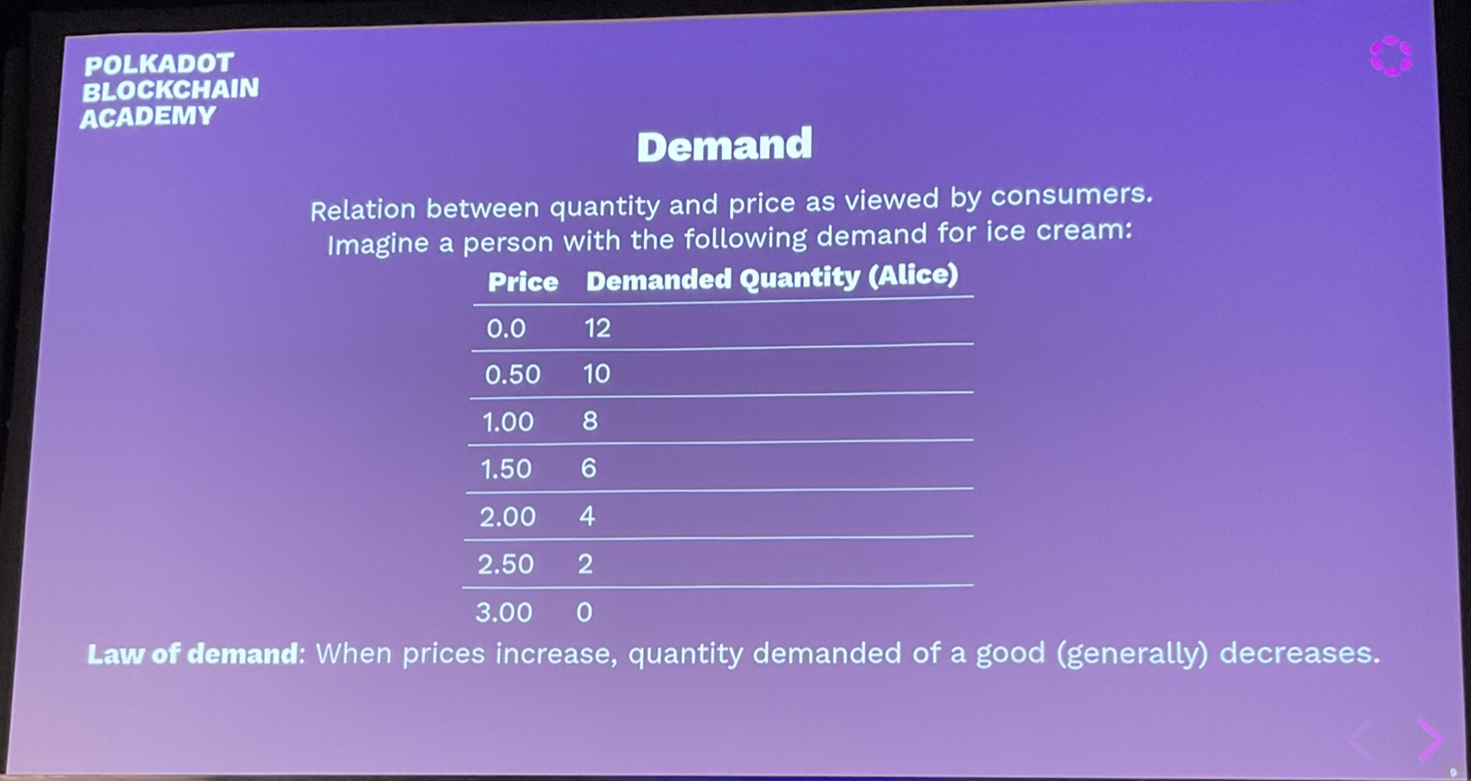 POLKADOT
BLOCKCHAIN
ACADEMY
Demand
Relation between quantity and price as viewed by consumers.
Imagine a person with the following demand for ice cream:
Price Demanded Quantity (Alice)
0.0 12
0.50 10
1.00 8
1.50 6
2.00 4
2.50 2
3.00 0
Law of demand: When prices increase, quantity demanded of a good (generally) decreases.